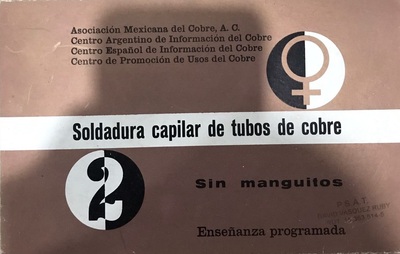 Asociación Mexicana del Cobre, A. C.
Centro Argentino de Información del Cobre
Centro Español de Información del Cobre
Centro de Promoción de Usos del Cobre
Soldadura capilar de tubos de cobre
2
Sin manguitos
P.S.A.T.
Enseñanza programada